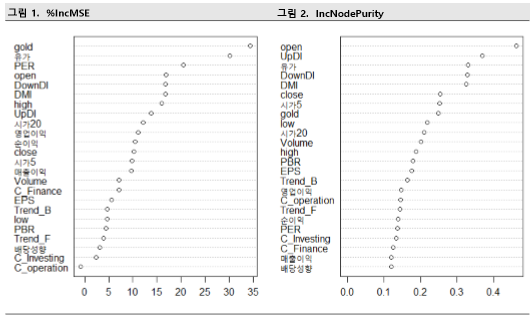 그림 1. %IncMSE
gold
유가
PER
open
DownDI
DMI
high
UpDI
시가20
영업이익
순이익
close
시가5
매출이익
Volume
C_Finance
EPS
Trend_B
low
PBR
Trend_F
배당성향
C_Investing
C_operation
0 5 10 15 20 25 30 35
그림 2. IncNodePurity
open
UpDI
유가
DownDI
DMI
close
시가5
gold
low
시가20
Volume
high
PBR
EPS
Trend_B
영업이익
C_operation
Trend_F
순이익
PER
C_Investing
C_Finance
매출이익
배당성향
0.0 0.1 0.2 0.3 0.4